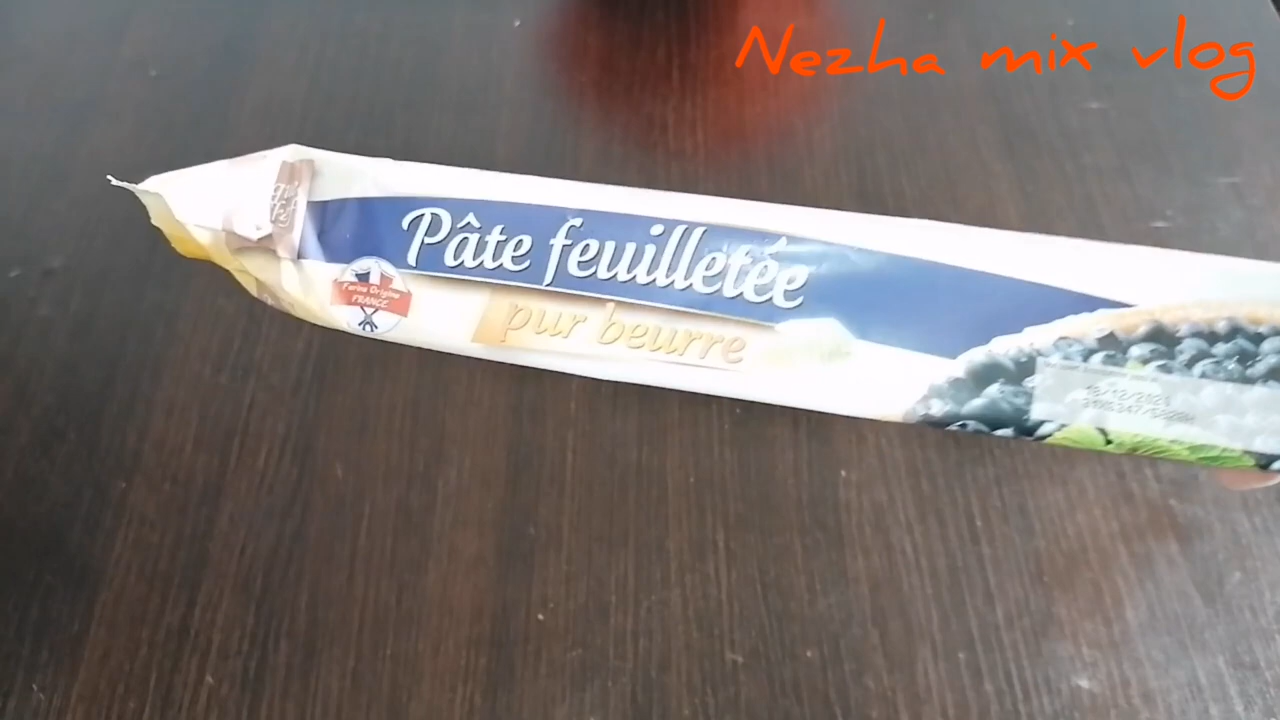 Nezha mix vlog
Pâte feuilletée
Farine Origine
FRANCE
pur beurre